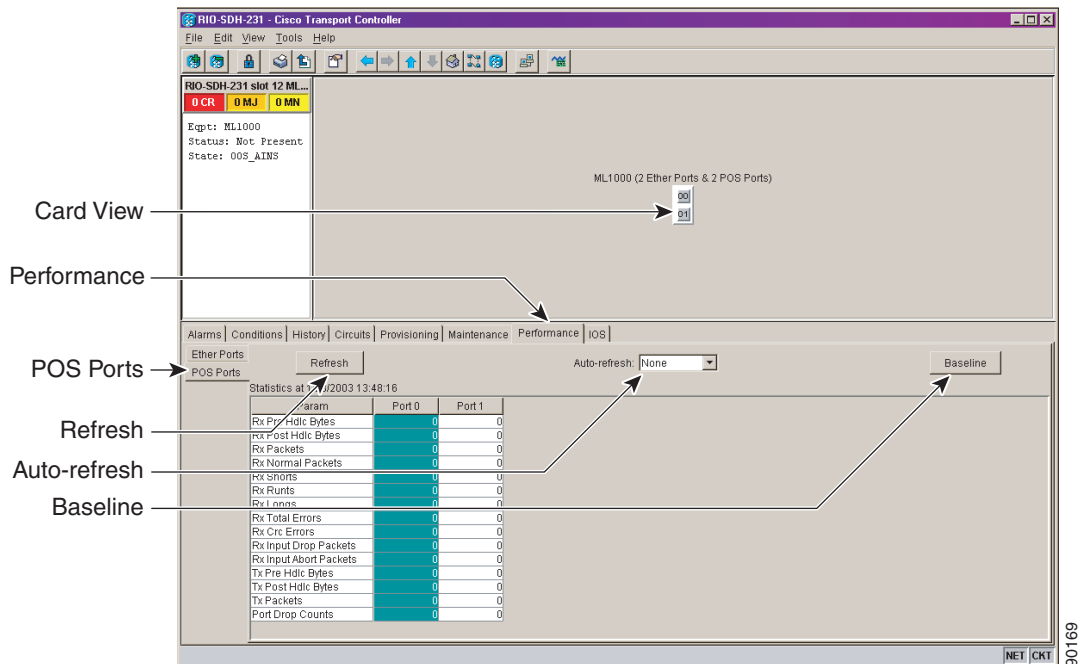 RIO-SDH-231 - Cisco Transport Controller
File Edit View Tools Help
RIO-SDH-231 slot 12 ML...
0 CR 0 MJ 0 MN
Eqpt: ML1000
Status: Not Present
State: OOS_AINS
ML1000 (2 Ether Ports & 2 POS Ports)
00
01
Card View
Performance
Alarms Conditions History Circuits Provisioning Maintenance Performance IOS
Ether Ports
POS Ports
POS Ports
Refresh
Auto-refresh: None
Baseline
Statistics at 13:48:16
Param Port 0 Port 1
Rx Pre Hdlc Bytes 0 0
Rx Post Hdlc Bytes 0 0
Rx Packets 0 0
Rx Normal Packets 0 0
Rx Shorts 0 0
Rx Runts 0 0
Rx Longs 0 0
Rx Total Errors 0 0
Rx Crc Errors 0 0
Rx Input Drop Packets 0 0
Rx Input Abort Packets 0 0
Tx Pre Hdlc Bytes 0 0
Tx Post Hdlc Bytes 0 0
Tx Packets 0 0
Port Drop Counts 0 0
Refresh
Auto-refresh
Baseline
NET CKT
90169